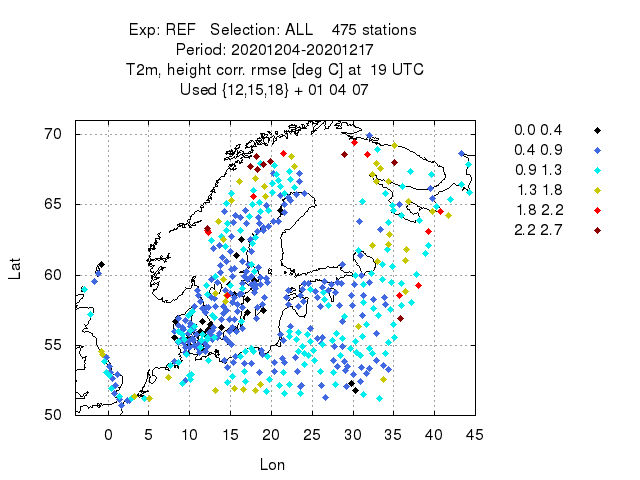 Exp: REF   Selection: ALL    475 stations
Period: 20201204-20201217
T2m, height corr. rmse [deg C] at  19 UTC
Used {12,15,18} + 01 04 07
0.0 0.4
0.4 0.9
0.9 1.3
1.3 1.8
1.8 2.2
2.2 2.7
70
65
60
55
50
Lat
0 5 10 15 20 25 30 35 40 45
Lon